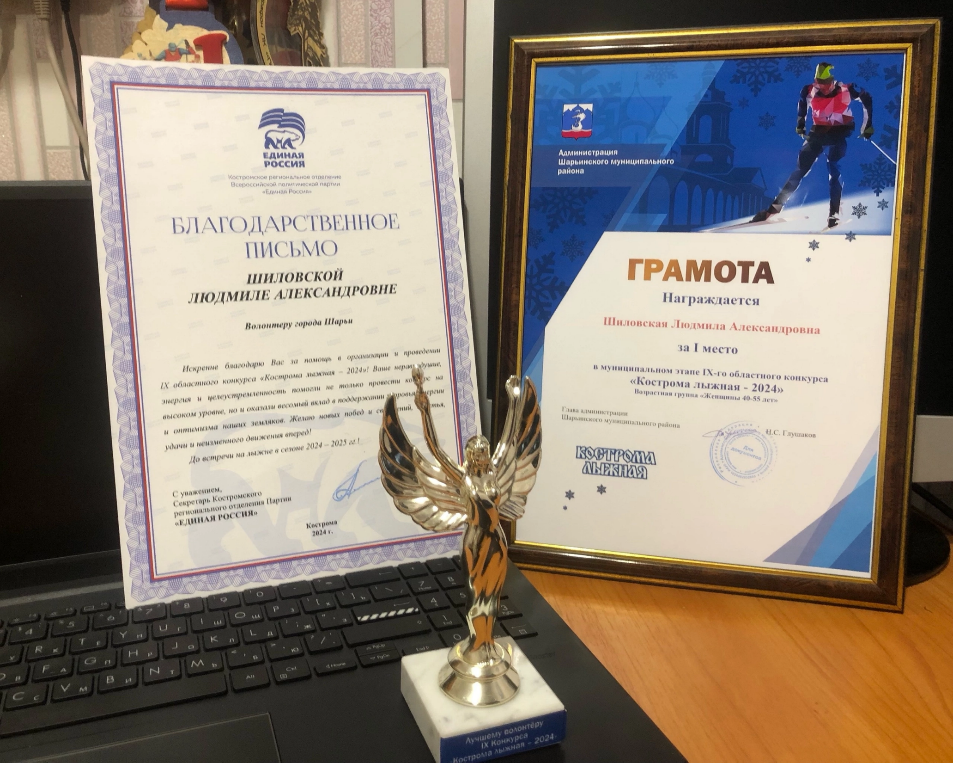 ЕДИНАЯ
РОССИЯ
Костромское региональное отделение
Всероссийской политической партии
«Единая Россия»
БЛАГОДАРСТВЕННОЕ
ПИСЬМО
ШИЛОВСКОЙ
ЛЮДМИЛЕ АЛЕКСАНДРОВНЕ
Волонтеру города Шарьи
Искренне благодарю Вас за помощь в организации и проведении
IX областного конкурса «Кострома лыжная – 2024»! Ваше
энергия и целеустремленность помогли не только провести на
высоком уровне, но и оказали весомый вклад в поддержании
и оптимизма наших земляков. Желаю новых побед и
удачи и неизменного движения вперед!
До встречи на лыжне в сезоне 2024 – 2025 гг!
С уважением,
Секретарь Костромского
регионального отделения Партии
«ЕДИНАЯ РОССИЯ»
Кострома
2024 г.
Администрация
Шарьинского муниципального
района
ГРАМОТА
Награждается
Шиловская Людмила Александровна
за I место
в муниципальном этапе IX-го областного конкурса
«Кострома лыжная - 2024»
Возрастная группа «Женщины 40-55 лет»
Глава администрации
Шарьинского муниципального района
Н.С. Глушаков
Для
документов
КОСТРОМА
ЛЫЖНАЯ
Лучшему волонтёру
IX Конкурса
-Кострома лыжная - 2024-